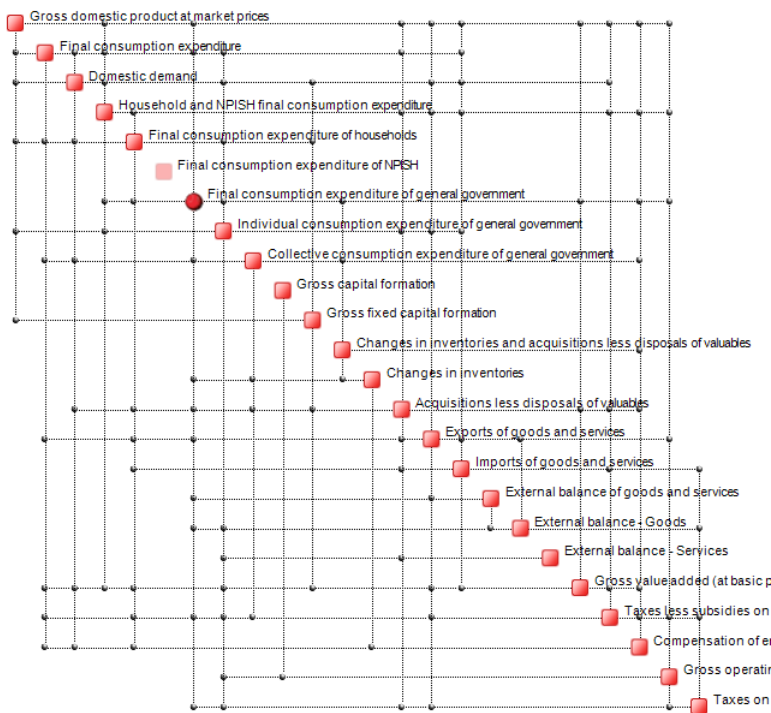 Gross domestic product at market prices
Final consumption expenditure
Domestic demand
Household and NPISH final consumption expenditure
Final consumption expenditure of households
Final consumption expenditure of NPISH
Final consumption expenditure of general government
Individual consumption expenditure of general government
Collective consumption expenditure of general government
Gross capital formation
Gross fixed capital formation
Changes in inventories and acquisitions less disposals of valuables
Changes in inventories
Acquisitions less disposals of valuables
Exports of goods and services
Imports of goods and services
External balance of goods and services
External balance - Goods
External balance - Services
Gross value added (at basic p
Taxes less subsidies on
Compensation of e
Gross operatin
Taxes on